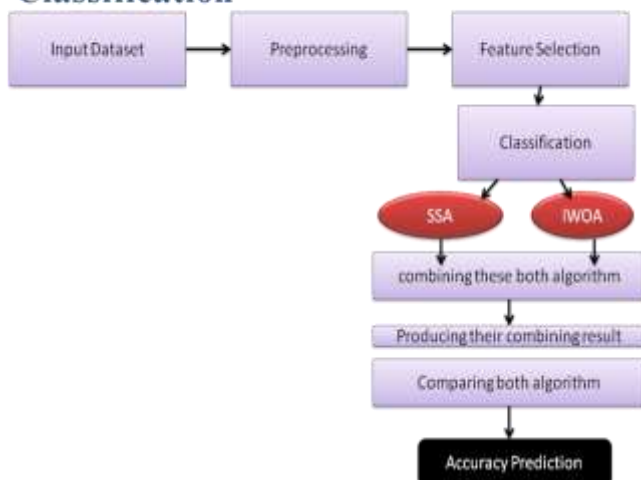 Classification
Input Dataset
Preprocessing
Feature Selection
Classification
SSA
IWOA
combining these both algorithm
Producing their combining result
Comparing both algorithm
Accuracy Prediction